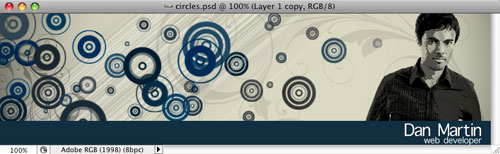 circles.psd @ 100% (Layer 1 copy, RGB/8)
Dan Martin
web developer
100%
Adobe RGB (1998) (8bpc)